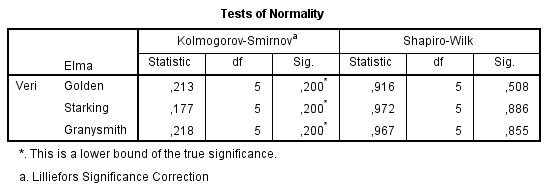 Tests of Normality
Kolmogorov-Smirnovᵃ Shapiro-Wilk
Elma Statistic df Sig. Statistic df Sig.
Veri Golden ,213 5 ,200* ,916 5 ,508
Starking ,177 5 ,200* ,972 5 ,886
Granysmith ,218 5 ,200* ,967 5 ,855
*. This is a lower bound of the true significance.
a. Lilliefors Significance Correction